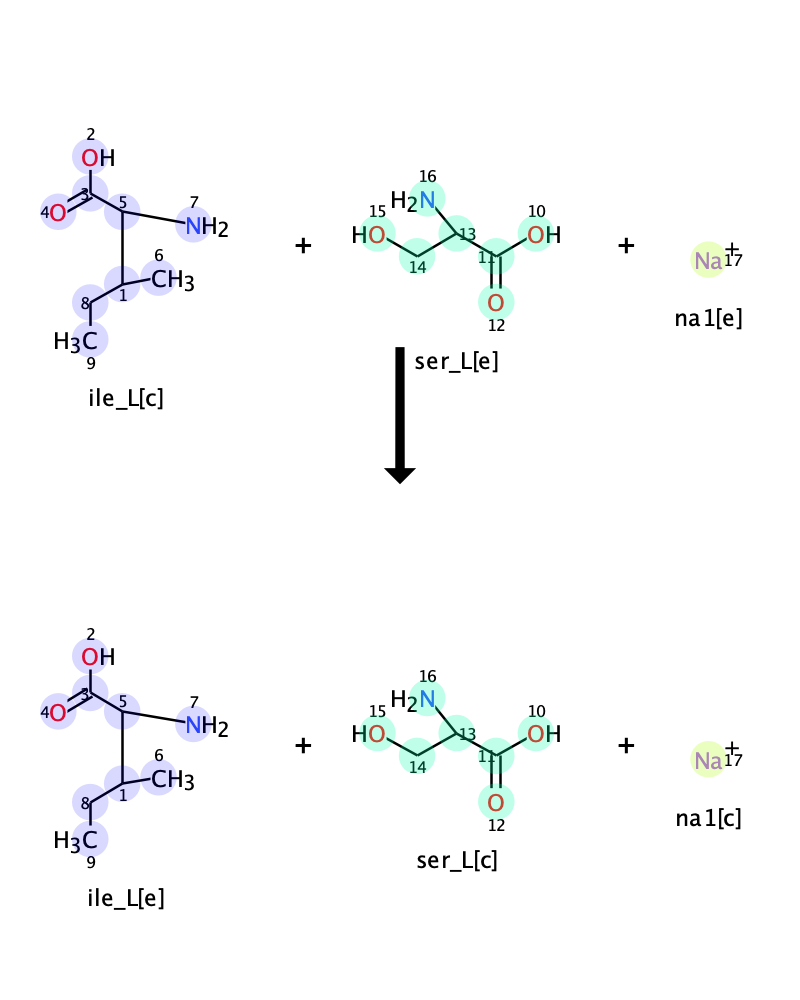 2
OH
3
4 O
5
7
NH2
6
CH3
1
8
H3C
9
ile_L[c]
+
16
H2N
15
HO
13
10
OH
11
14
O
12
ser_L[e]
+
Na + 17
na1[e]
2
OH
3
4 O
5
7
NH2
6
CH3
1
8
H3C
9
ile_L[e]
+
16
H2N
15
HO
13
10
OH
11
14
O
12
ser_L[c]
+
Na + 17
na1[c]